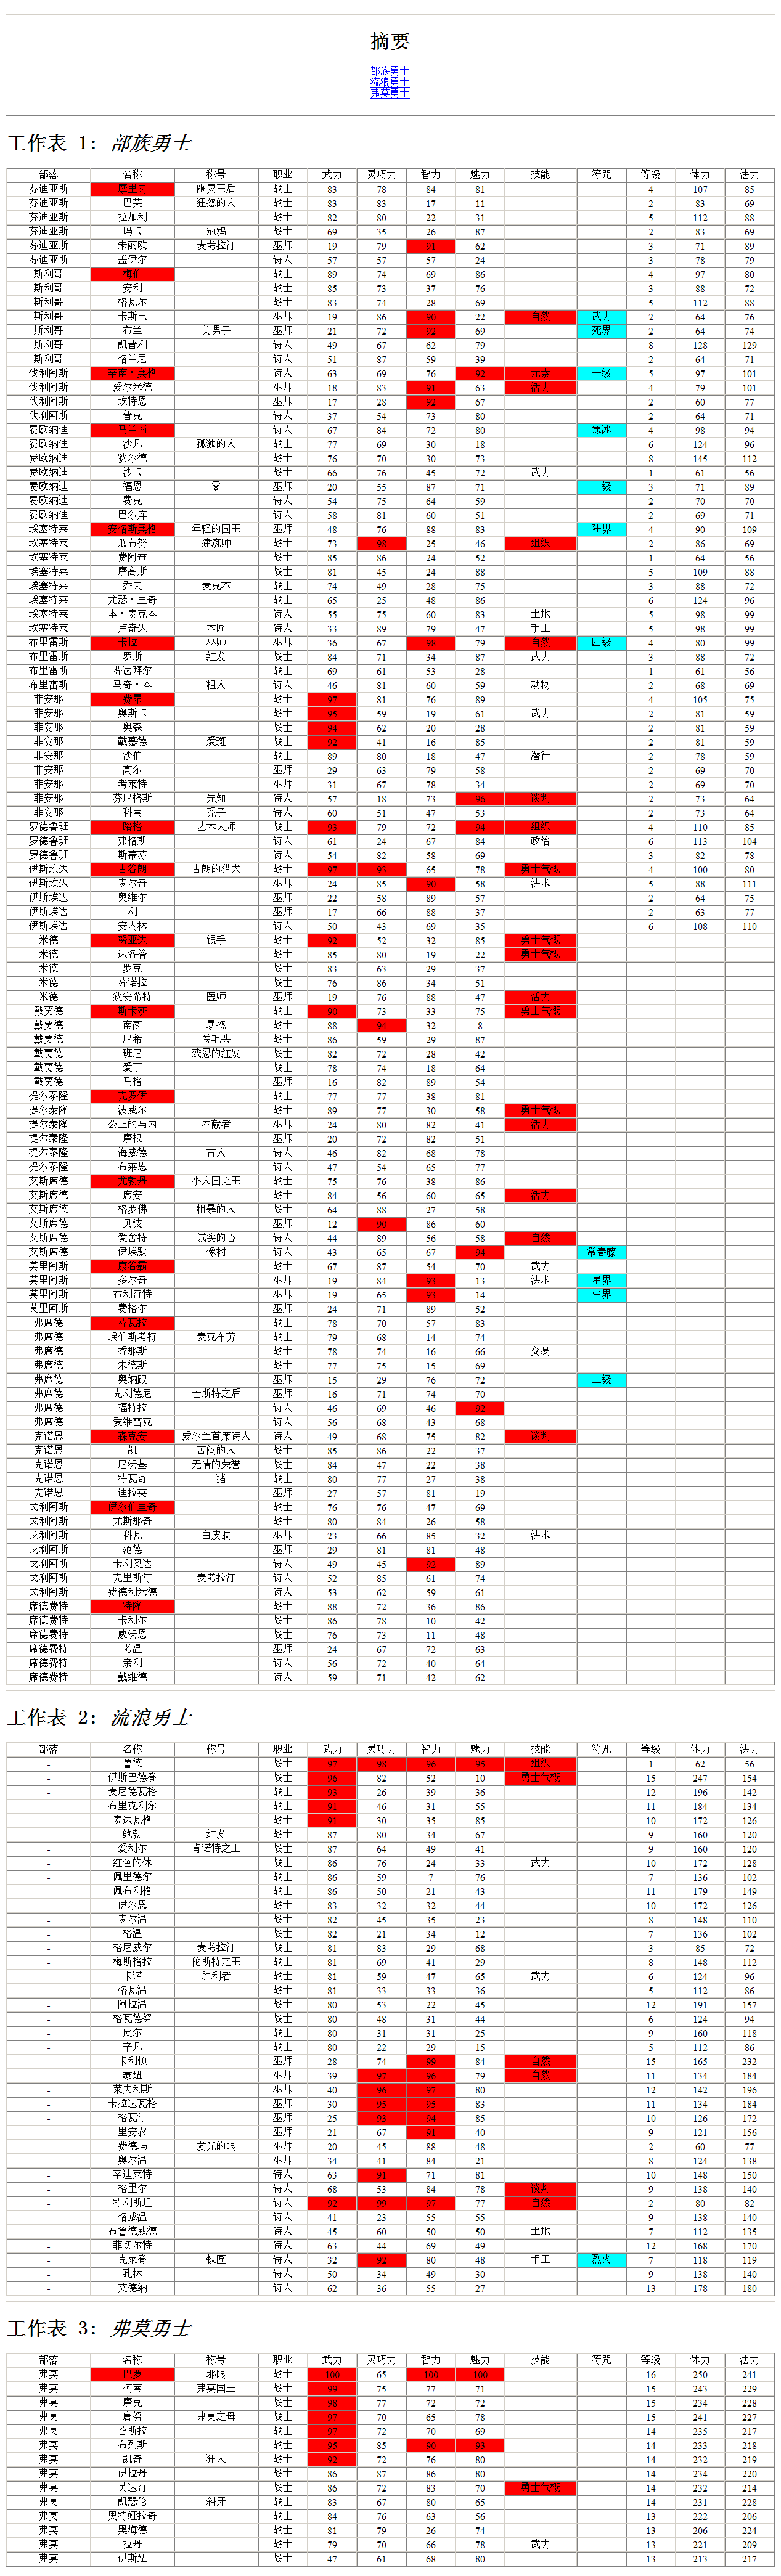 摘要
部族勇士
流浪勇士
弗莫勇士
工作表 1: 部族勇士
部落 名称 称号 职业 武力 灵巧力 智力 魅力 技能 符咒 等级 体力 法力
芬迪亚斯 摩里肖 幽灵王后 战士 83 78 84 81 4 107 85
芬迪亚斯 巴芙 狂怒的人 战士 83 83 17 11 2 83 69
芬迪亚斯 拉加利 战士 82 80 22 31 5 112 88
芬迪亚斯 玛卡 冠鸦 战士 69 35 26 87 2 83 69
芬迪亚斯 朱丽欧 麦考拉汀 巫师 19 79 91 62 3 71 89
芬迪亚斯 盖伊尔 诗人 57 57 57 24 3 78 79
斯利哥 梅伯 战士 89 74 69 86 4 97 80
斯利哥 安利 战士 85 73 37 76 3 88 72
斯利哥 格瓦尔 战士 83 74 28 69 5 112 88
斯利哥 卡斯巴 巫师 19 86 90 22 自然 武力 2 64 76
斯利哥 布兰 美男子 巫师 21 72 92 69 死界 2 64 74
斯利哥 凯普利 诗人 49 67 62 79 8 128 129
斯利哥 格兰尼 诗人 51 87 59 39 2 64 71
伐利阿斯 辛南·奥格 诗人 63 69 76 92 元素 一级 5 97 101
伐利阿斯 爱尔米德 巫师 18 83 91 63 活力 4 79 101
伐利阿斯 埃特恩 巫师 17 28 92 67 2 60 77
伐利阿斯 普克 诗人 37 54 73 80 2 64 71
费欧纳迪 马兰南 诗人 67 84 72 80 寒冰 4 98 94
费欧纳迪 沙凡 孤独的人 战士 77 69 30 18 6 124 96
费欧纳迪 狄尔德 战士 76 70 30 73 8 145 112
费欧纳迪 沙卡 战士 66 76 45 72 武力 1 61 56
费欧纳迪 福思 雾 巫师 20 55 87 71 二级 3 71 89
费欧纳迪 费克 诗人 54 75 64 59 2 70 70
费欧纳迪 巴尔库 诗人 58 81 60 51 2 69 71
埃塞特莱 安格斯奥格 年轻的国王 巫师 48 76 88 83 陆界 4 90 109
埃塞特莱 瓜布努 建筑师 战士 73 98 25 46 组织 2 86 69
埃塞特莱 费阿查 战士 85 86 24 52 1 64 56
埃塞特莱 摩高斯 战士 81 45 24 88 5 109 88
埃塞特莱 乔夫 麦克本 战士 74 49 28 75 3 88 72
埃塞特莱 尤瑟·里奇 战士 65 25 48 86 6 124 96
埃塞特莱 本·麦克本 诗人 55 75 60 83 土地 5 98 99
埃塞特莱 卢奇达 木匠 诗人 33 89 79 47 手工 5 98 99
布里雷斯 卡拉丁 巫师 巫师 36 67 98 79 自然 四级 4 80 99
布里雷斯 罗斯 红发 战士 84 71 34 87 武力 3 88 72
布里雷斯 芬达拜尔 战士 69 61 53 28 1 61 56
布里雷斯 马奇·本 粗人 诗人 46 81 60 59 动物 2 68 69
菲安那 费昂 战士 97 81 76 89 4 105 75
菲安那 奥斯卡 战士 95 59 19 61 武力 2 81 59
菲安那 奥森 战士 94 62 20 28 2 81 59
菲安那 戴慕德 爱斑 战士 92 41 16 85 2 81 59
菲安那 沙伯 战士 89 80 18 47 潜行 2 78 59
菲安那 高尔 巫师 29 63 79 58 2 69 70
菲安那 考莱特 巫师 31 67 78 34 2 69 70
菲安那 芬尼格斯 先知 诗人 57 18 73 96 谈判 2 73 64
菲安那 科南 秃子 诗人 60 51 47 53 2 73 64
罗德鲁班 路格 艺术大师 战士 93 79 72 94 组织 4 110 85
罗德鲁班 弗格斯 诗人 61 24 67 84 政治 6 113 104
罗德鲁班 斯蒂芬 诗人 54 82 58 69 3 82 78
伊斯埃达 古各朗 古朗的猎犬 战士 97 93 65 78 勇士气慨 4 100 80
伊斯埃达 麦尔奇 巫师 24 85 90 58 法术 5 88 111
伊斯埃达 奥维尔 巫师 22 58 89 57 2 64 75
伊斯埃达 利 巫师 17 66 88 37 2 63 77
伊斯埃达 安内林 诗人 50 43 69 35 6 108 110
米德 努亚达 银手 战士 92 52 32 85 勇士气慨
米德 达各答 战士 85 80 19 22 勇士气慨
米德 罗克 战士 83 63 29 37
米德 芬诺拉 战士 76 86 34 51
米德 狄安希特 医师 巫师 19 76 88 47 活力
戴贾德 斯卡莎 战士 90 73 33 75 勇士气慨
戴贾德 南菡 暴怒 战士 88 94 32 8
戴贾德 尼希 卷毛头 战士 86 59 29 87
戴贾德 班尼 残忍的红发 战士 82 72 28 42
戴贾德 爱丁 战士 78 74 18 64
戴贾德 马格 巫师 16 82 89 54
提尔泰隆 克罗伊 战士 77 77 38 81
提尔泰隆 波威尔 战士 89 77 30 58 勇士气慨
提尔泰隆 公正的马内 奉献者 巫师 24 80 82 41 活力
提尔泰隆 摩根 巫师 20 72 82 51
提尔泰隆 海威德 古人 诗人 46 82 68 78
提尔泰隆 布莱恩 诗人 47 54 65 77
艾斯席德 尤勃丹 小人国之王 战士 75 76 38 86
艾斯席德 席安 战士 84 56 60 65 活力
艾斯席德 格罗佛 粗暴的人 战士 64 88 27 58
艾斯席德 贝波 巫师 12 90 86 60
艾斯席德 爱舍特 诚实的心 诗人 44 89 56 58 自然
艾斯席德 伊埃默 橡树 诗人 43 65 67 94 常春藤
莫里阿斯 康谷霸 战士 67 87 54 70 武力
莫里阿斯 多尔奇 巫师 19 84 93 13 法术 星界
莫里阿斯 布利奇特 巫师 19 65 93 14 生界
莫里阿斯 费格尔 巫师 24 71 89 52
弗席德 芬瓦拉 战士 78 70 57 83
弗席德 埃伯斯考特 麦克布劳 战士 79 68 14 74
弗席德 乔那斯 战士 78 74 16 66 交易
弗席德 朱德斯 战士 77 75 15 69
弗席德 奥纳跟 巫师 15 29 76 72 三级
弗席德 克利德尼 芒斯特之后 巫师 16 71 74 70
弗席德 福特拉 诗人 46 69 46 92
弗席德 爱维雷克 诗人 56 68 43 68
克诺恩 森克安 爱尔兰首席诗人 诗人 49 68 75 82 谈判
克诺恩 凯 苦闷的人 战士 85 86 22 37
克诺恩 尼沃基 无情的荣誉 战士 84 47 22 38
克诺恩 特瓦奇 山猪 战士 80 77 27 38
克诺恩 迪拉英 巫师 27 57 81 19
戈利阿斯 伊尔伯里奇 战士 76 76 47 69
戈利阿斯 尤斯那奇 战士 80 84 26 58
戈利阿斯 科瓦 白皮肤 巫师 23 66 85 32 法术
戈利阿斯 范德 巫师 29 81 81 48
戈利阿斯 卡利奥达 诗人 49 45 92 89
戈利阿斯 克里斯汀 麦考拉汀 诗人 52 85 61 74
戈利阿斯 费德利米德 诗人 53 62 59 61
席德费特 特隆 战士 88 72 36 86
席德费特 卡利尔 战士 86 78 10 42
席德费特 威沃恩 战士 76 73 11 48
席德费特 考温 巫师 24 67 72 63
席德费特 亲利 诗人 56 72 40 64
席德费特 戴维德 诗人 59 71 42 62
工作表 2: 流浪勇士
部落 名称 称号 职业 武力 灵巧力 智力 魅力 技能 符咒 等级 体力 法力
- 鲁德 战士 97 98 96 95 组织 1 62 56
- 伊斯巴德登 战士 96 82 52 10 勇士气慨 15 247 154
- 麦尼德瓦格 战士 93 26 39 36 12 196 142
- 布里克利尔 战士 91 46 31 55 11 184 134
- 麦达瓦格 战士 91 30 35 85 10 172 126
- 鲍勃 红发 战士 87 80 34 67 9 160 120
- 爱利尔 肯诺特之王 战士 87 64 49 41 9 160 120
- 红色的休 战士 86 76 24 33 武力 10 172 128
- 佩里德尔 战士 86 59 7 76 7 136 102
- 佩布利格 战士 86 50 21 43 11 179 149
- 伊尔恩 战士 83 32 32 44 10 172 126
- 麦尔温 战士 82 45 35 23 8 148 110
- 格温 战士 82 21 34 12 7 136 102
- 格尼威尔 麦考拉汀 战士 81 83 29 68 3 85 72
- 梅斯格拉 伦斯特之王 战士 81 69 41 29 8 148 112
- 卡诺 胜利者 战士 81 59 47 65 武力 6 124 96
- 格瓦温 战士 81 33 33 36 5 112 86
- 阿拉温 战士 80 53 22 45 12 191 157
- 格瓦德努 战士 80 48 31 44 6 124 94
- 皮尔 战士 80 31 31 25 9 160 118
- 辛凡 战士 80 22 29 15 5 112 86
- 卡利顿 巫师 28 74 99 84 自然 15 165 232
- 蒙纽 巫师 39 97 96 79 自然 11 134 184
- 莱夫利斯 巫师 40 96 97 80 12 142 196
- 卡拉达瓦格 巫师 30 95 95 83 11 134 184
- 格瓦汀 巫师 25 93 94 85 10 126 172
- 里安农 巫师 21 67 91 40 9 121 156
- 费德玛 发光的眼 巫师 20 45 88 48 2 60 77
- 奥尔温 巫师 34 41 84 21 8 124 138
- 辛迪莱特 诗人 63 91 71 81 10 148 150
- 格里尔 诗人 68 53 84 78 谈判 9 138 140
- 特利斯坦 诗人 92 99 97 77 自然 2 80 82
- 格威温 诗人 41 23 55 55 9 138 140
- 布鲁德威德 诗人 45 60 50 50 土地 7 112 135
- 菲切尔特 诗人 63 44 69 49 12 168 170
- 克莱登 铁匠 诗人 32 92 80 48 手工 烈火 7 118 119
- 孔林 诗人 50 34 49 30 9 138 140
- 艾德纳 诗人 62 36 55 27 13 178 180
工作表 3: 弗莫勇士
部落 名称 称号 职业 武力 灵巧力 智力 魅力 技能 符咒 等级 体力 法力
弗莫 巴罗 邪眼 战士 100 65 100 100 16 250 241
弗莫 柯南 弗莫国王 战士 99 75 77 71 15 243 229
弗莫 摩克 战士 98 77 72 72 15 234 228
弗莫 唐努 弗莫之母 战士 97 70 65 78 15 241 227
弗莫 苔斯拉 战士 97 72 70 69 14 235 217
弗莫 布列斯 战士 95 85 90 93 14 233 218
弗莫 凯奇 狂人 战士 92 72 76 80 14 232 219
弗莫 伊拉丹 战士 86 87 86 80 14 234 220
弗莫 英达奇 战士 86 72 83 70 勇士气慨 14 232 214
弗莫 凯瑟伦 斜牙 战士 83 67 80 65 14 231 228
弗莫 奥特娅拉奇 战士 84 76 63 56 13 222 206
弗莫 奥海德 战士 81 79 26 74 13 206 224
弗莫 拉丹 战士 79 70 66 78 武力 13 221 209
弗莫 伊斯纽 战士 47 61 68 80 13 213 217